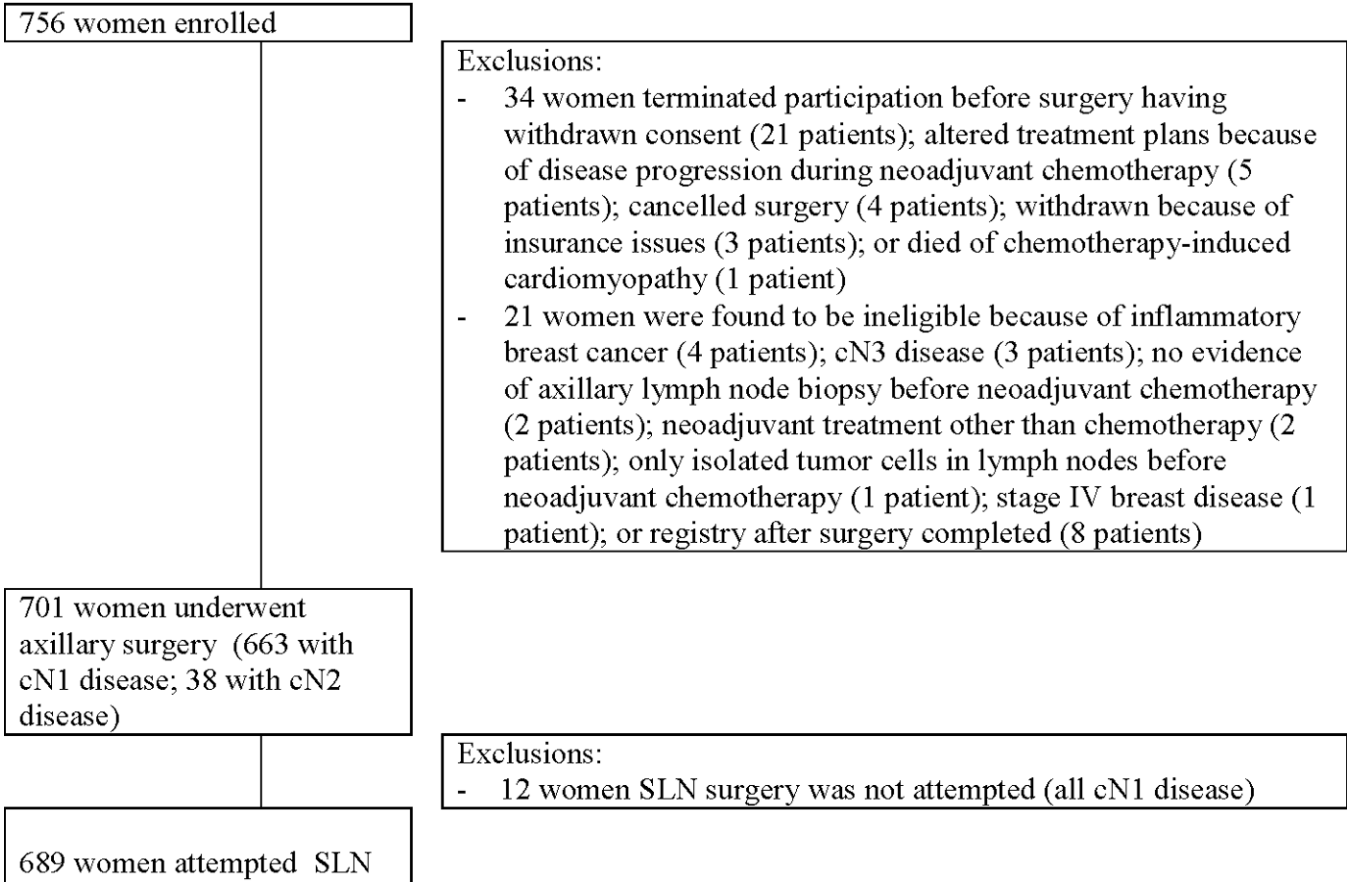 756 women enrolled
Exclusions:
- 34 women terminated participation before surgery having
withdrawn consent (21 patients); altered treatment plans because
of disease progression during neoadjuvant chemotherapy (5
patients); cancelled surgery (4 patients); withdrawn because of
insurance issues (3 patients); or died of chemotherapy-induced
cardiomyopathy (1 patient)
- 21 women were found to be ineligible because of inflammatory
breast cancer (4 patients); cN3 disease (3 patients); no evidence
of axillary lymph node biopsy before neoadjuvant chemotherapy
(2 patients); neoadjuvant treatment other than chemotherapy (2
patients); only isolated tumor cells in lymph nodes before
neoadjuvant chemotherapy (1 patient); stage IV breast disease (1
patient); or registry after surgery completed (8 patients)
701 women underwent
axillary surgery (663 with
cN1 disease; 38 with cN2
disease)
Exclusions:
- 12 women SLN surgery was not attempted (all cN1 disease)
689 women attempted SLN